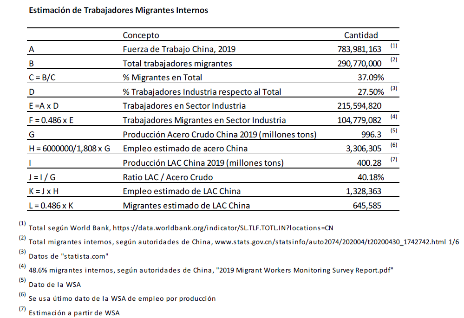 Estimación de Trabajadores Migrantes Internos
Concepto Cantidad
A Fuerza de Trabajo China, 2019 783,981,163 (1)
B Total trabajadores migrantes 290,770,000 (2)
C = B/C % Migrantes en Total 37.09%
D % Trabajadores Industria respecto al Total 27.50% (3)
E =A x D Trabajadores en Sector Industria 215,594,820
F = 0.486 x E Trabajadores Migrantes en Sector Industria 104,779,082 (4)
G Producción Acero Crudo China 2019 (millones tons) 996.3 (5)
H = 6000000/1,808 x G Empleo estimado de acero China 3,306,305 (6)
I Producción LAC China 2019 (millones tons) 400.28 (7)
J = I / G Ratio LAC / Acero Crudo 40.18%
K = J x H Empleo estimado de LAC China 1,328,363
L = 0.486 x K Migrantes estimado de LAC China 645,585
(1) Total según World Bank, https://data.worldbank.org/indicator/SL.TLF.TOTL.IN?locations=CN
(2) Total migrantes internos, según autoridades de China, www.stats.gov.cn/statsinfo/auto2074/202004/t20200430_1742742.html 1/6
(3) Datos de "statista.com"
(4) 48.6% migrantes internos, según autoridades de China, "2019 Migrant Workers Monitoring Survey Report.pdf"
(5) Dato de la WSA
(6) Se usa útimo dato de la WSA de empleo por producción
(7) Estimación a partir de WSA